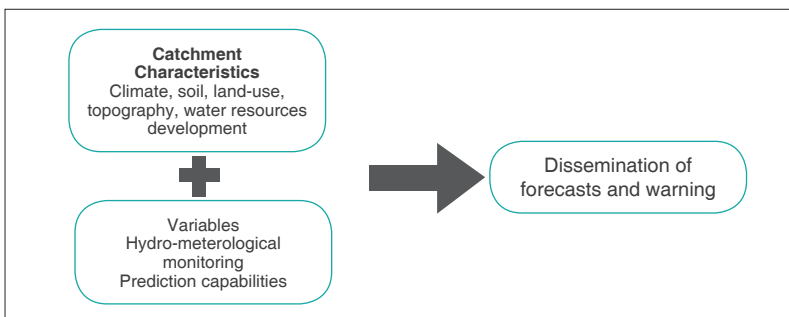 Catchment
Characteristics
Climate, soil, land-use,
topography, water resources
development
Variables
Hydro-meterological
monitoring
Prediction capabilities
Dissemination of
forecasts and warning